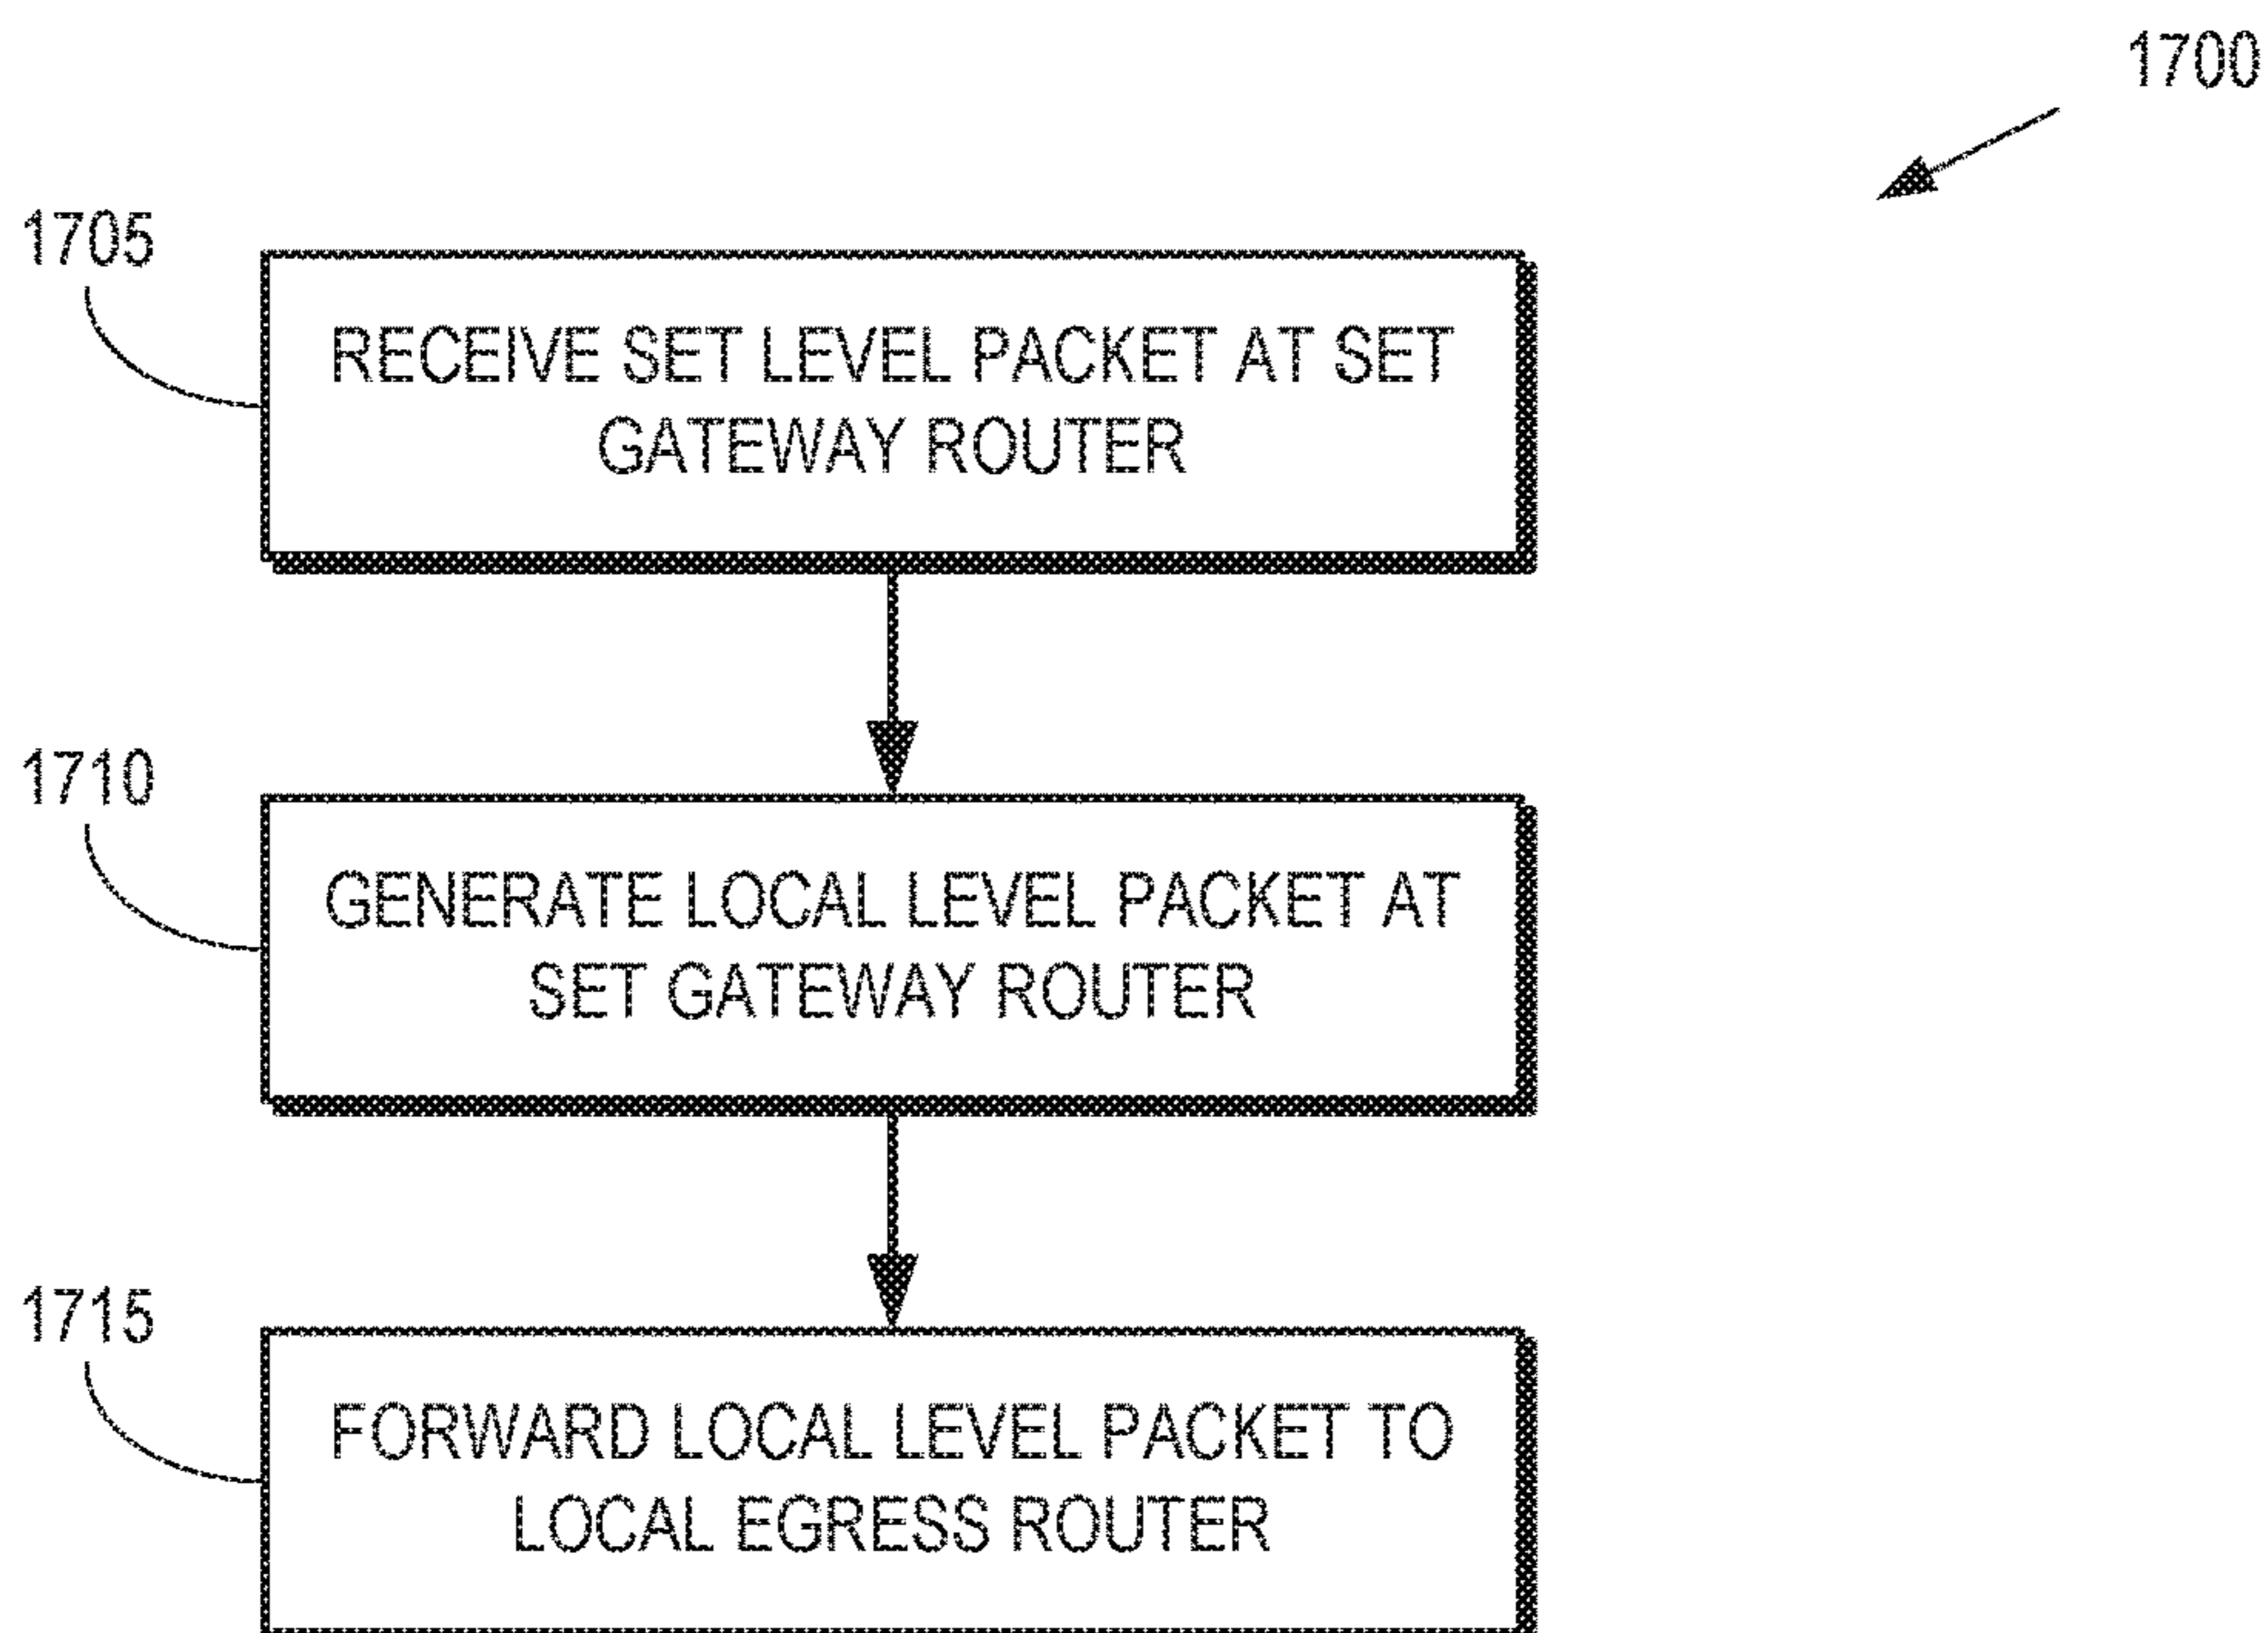 1700
1705
RECEIVE SET LEVEL PACKET AT SET
GATEWAY ROUTER
1710
GENERATE LOCAL LEVEL PACKET AT
SET GATEWAY ROUTER
1715
FORWARD LOCAL LEVEL PACKET TO
LOCAL EGRESS ROUTER